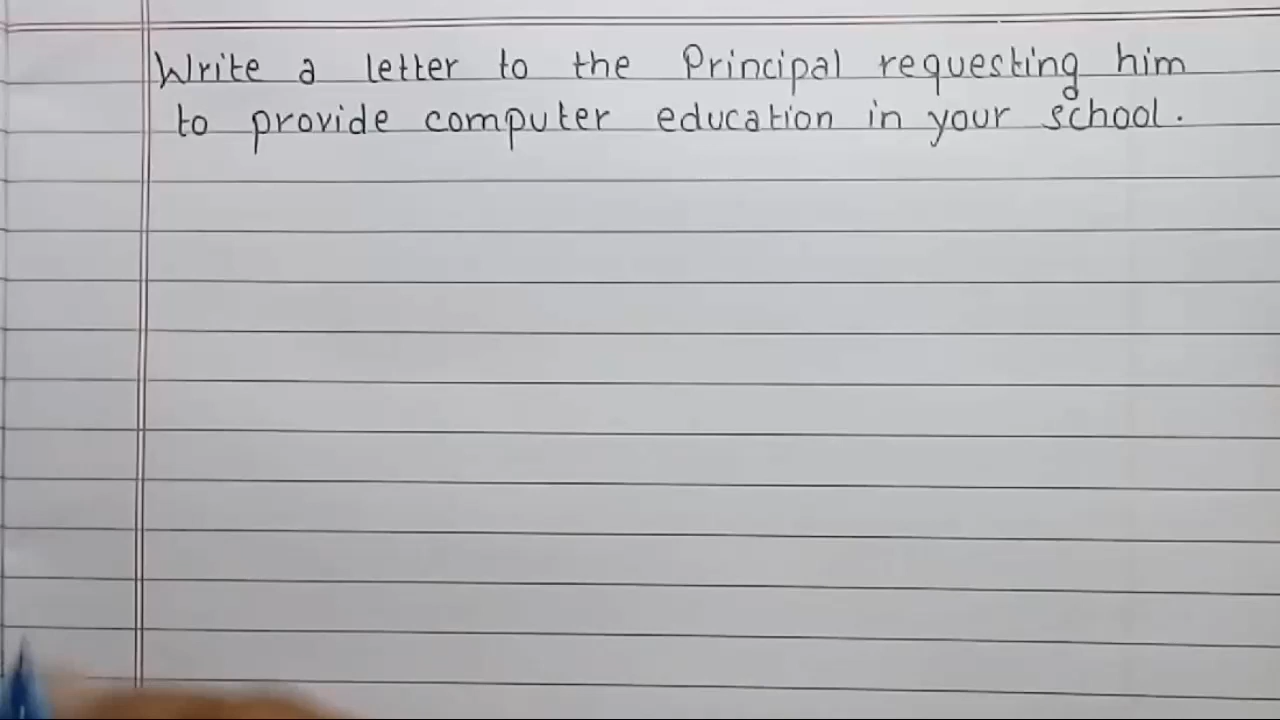 Write a letter to the Principal requesting him
to provide computer education in your school.